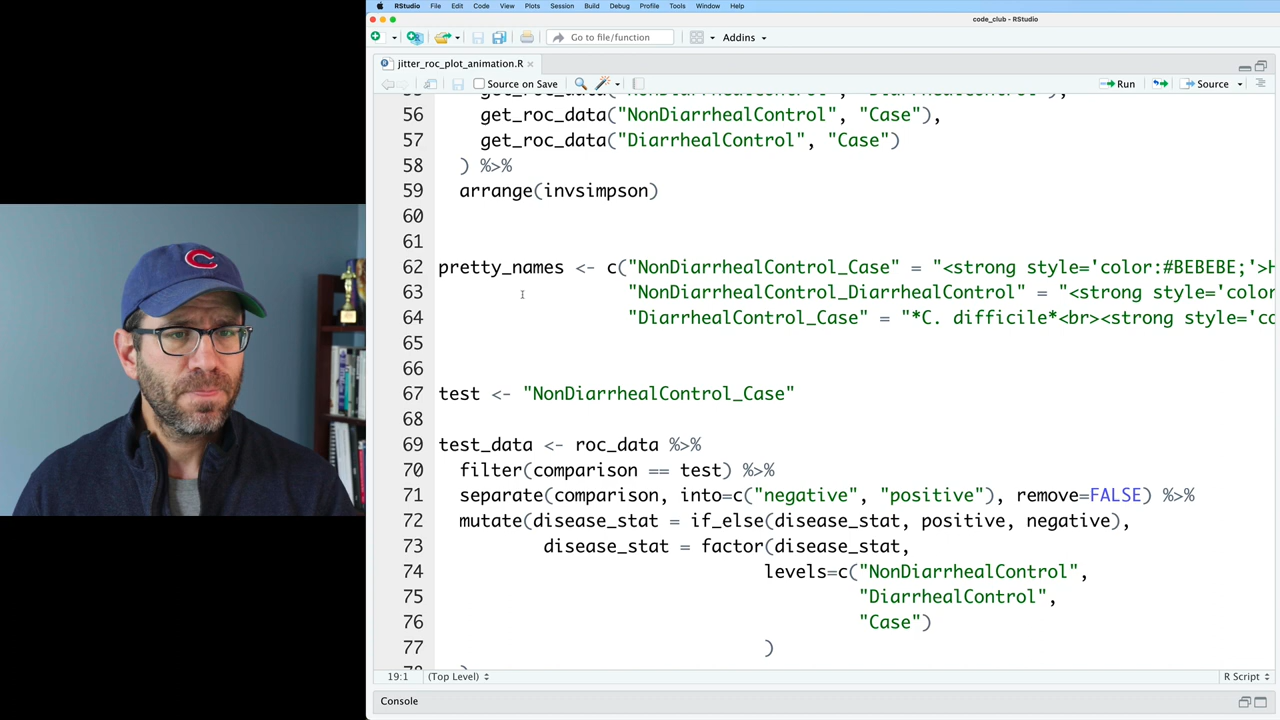 RStudio File Edit Code View Plots Session Build Debug Profile Tools Window Help
code_club - RStudio
Go to file/function Addins
jitter_roc_plot_animation.R
Source on Save Run Source
56 get_roc_data("NonDiarrhealControl", "Case"),
57 get_roc_data("DiarrhealControl", "Case")
58 ) %>%
59 arrange(invsimpson)
60
61
62 pretty_names <- c("NonDiarrhealControl_Case" = "<strong style='color:#BEBEBE;'>H
63 "NonDiarrhealControl_DiarrhealControl" = "<strong style='color
64 "DiarrhealControl_Case" = "*C. difficile*<br><strong style='co
65
66
67 test <- "NonDiarrhealControl_Case"
68
69 test_data <- roc_data %>%
70 filter(comparison == test) %>%
71 separate(comparison, into=c("negative", "positive"), remove=FALSE) %>%
72 mutate(disease_stat = if_else(disease_stat, positive, negative),
73 disease_stat = factor(disease_stat,
74 levels=c("NonDiarrhealControl",
75 "DiarrhealControl",
76 "Case")
77 )
19:1 (Top Level) R Script
Console